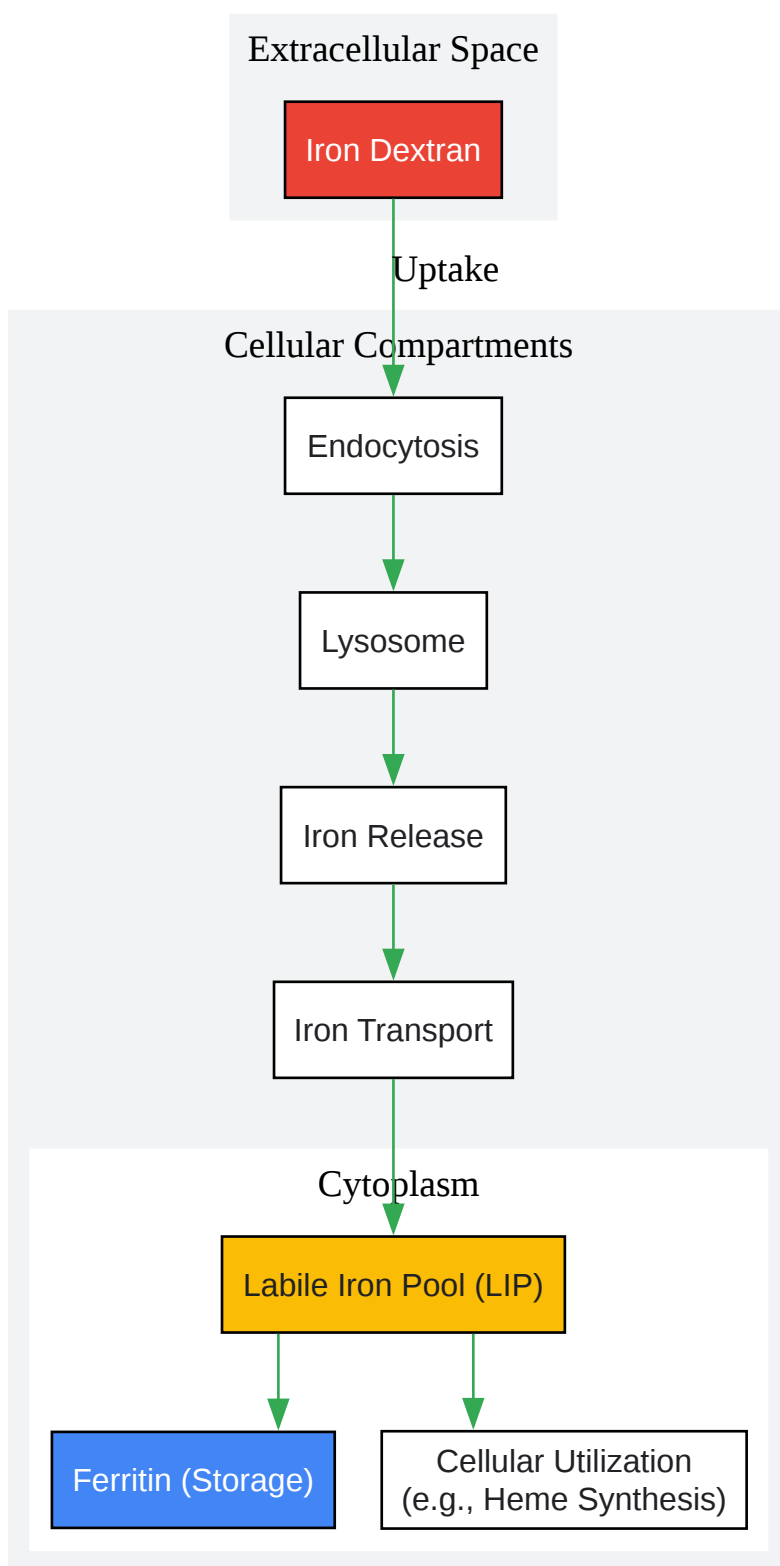 Extracellular Space
Iron Dextran
Uptake
Cellular Compartments
Endocytosis
Lysosome
Iron Release
Iron Transport
Cytoplasm
Labile Iron Pool (LIP)
Ferritin (Storage)
Cellular Utilization
(e.g., Heme Synthesis)